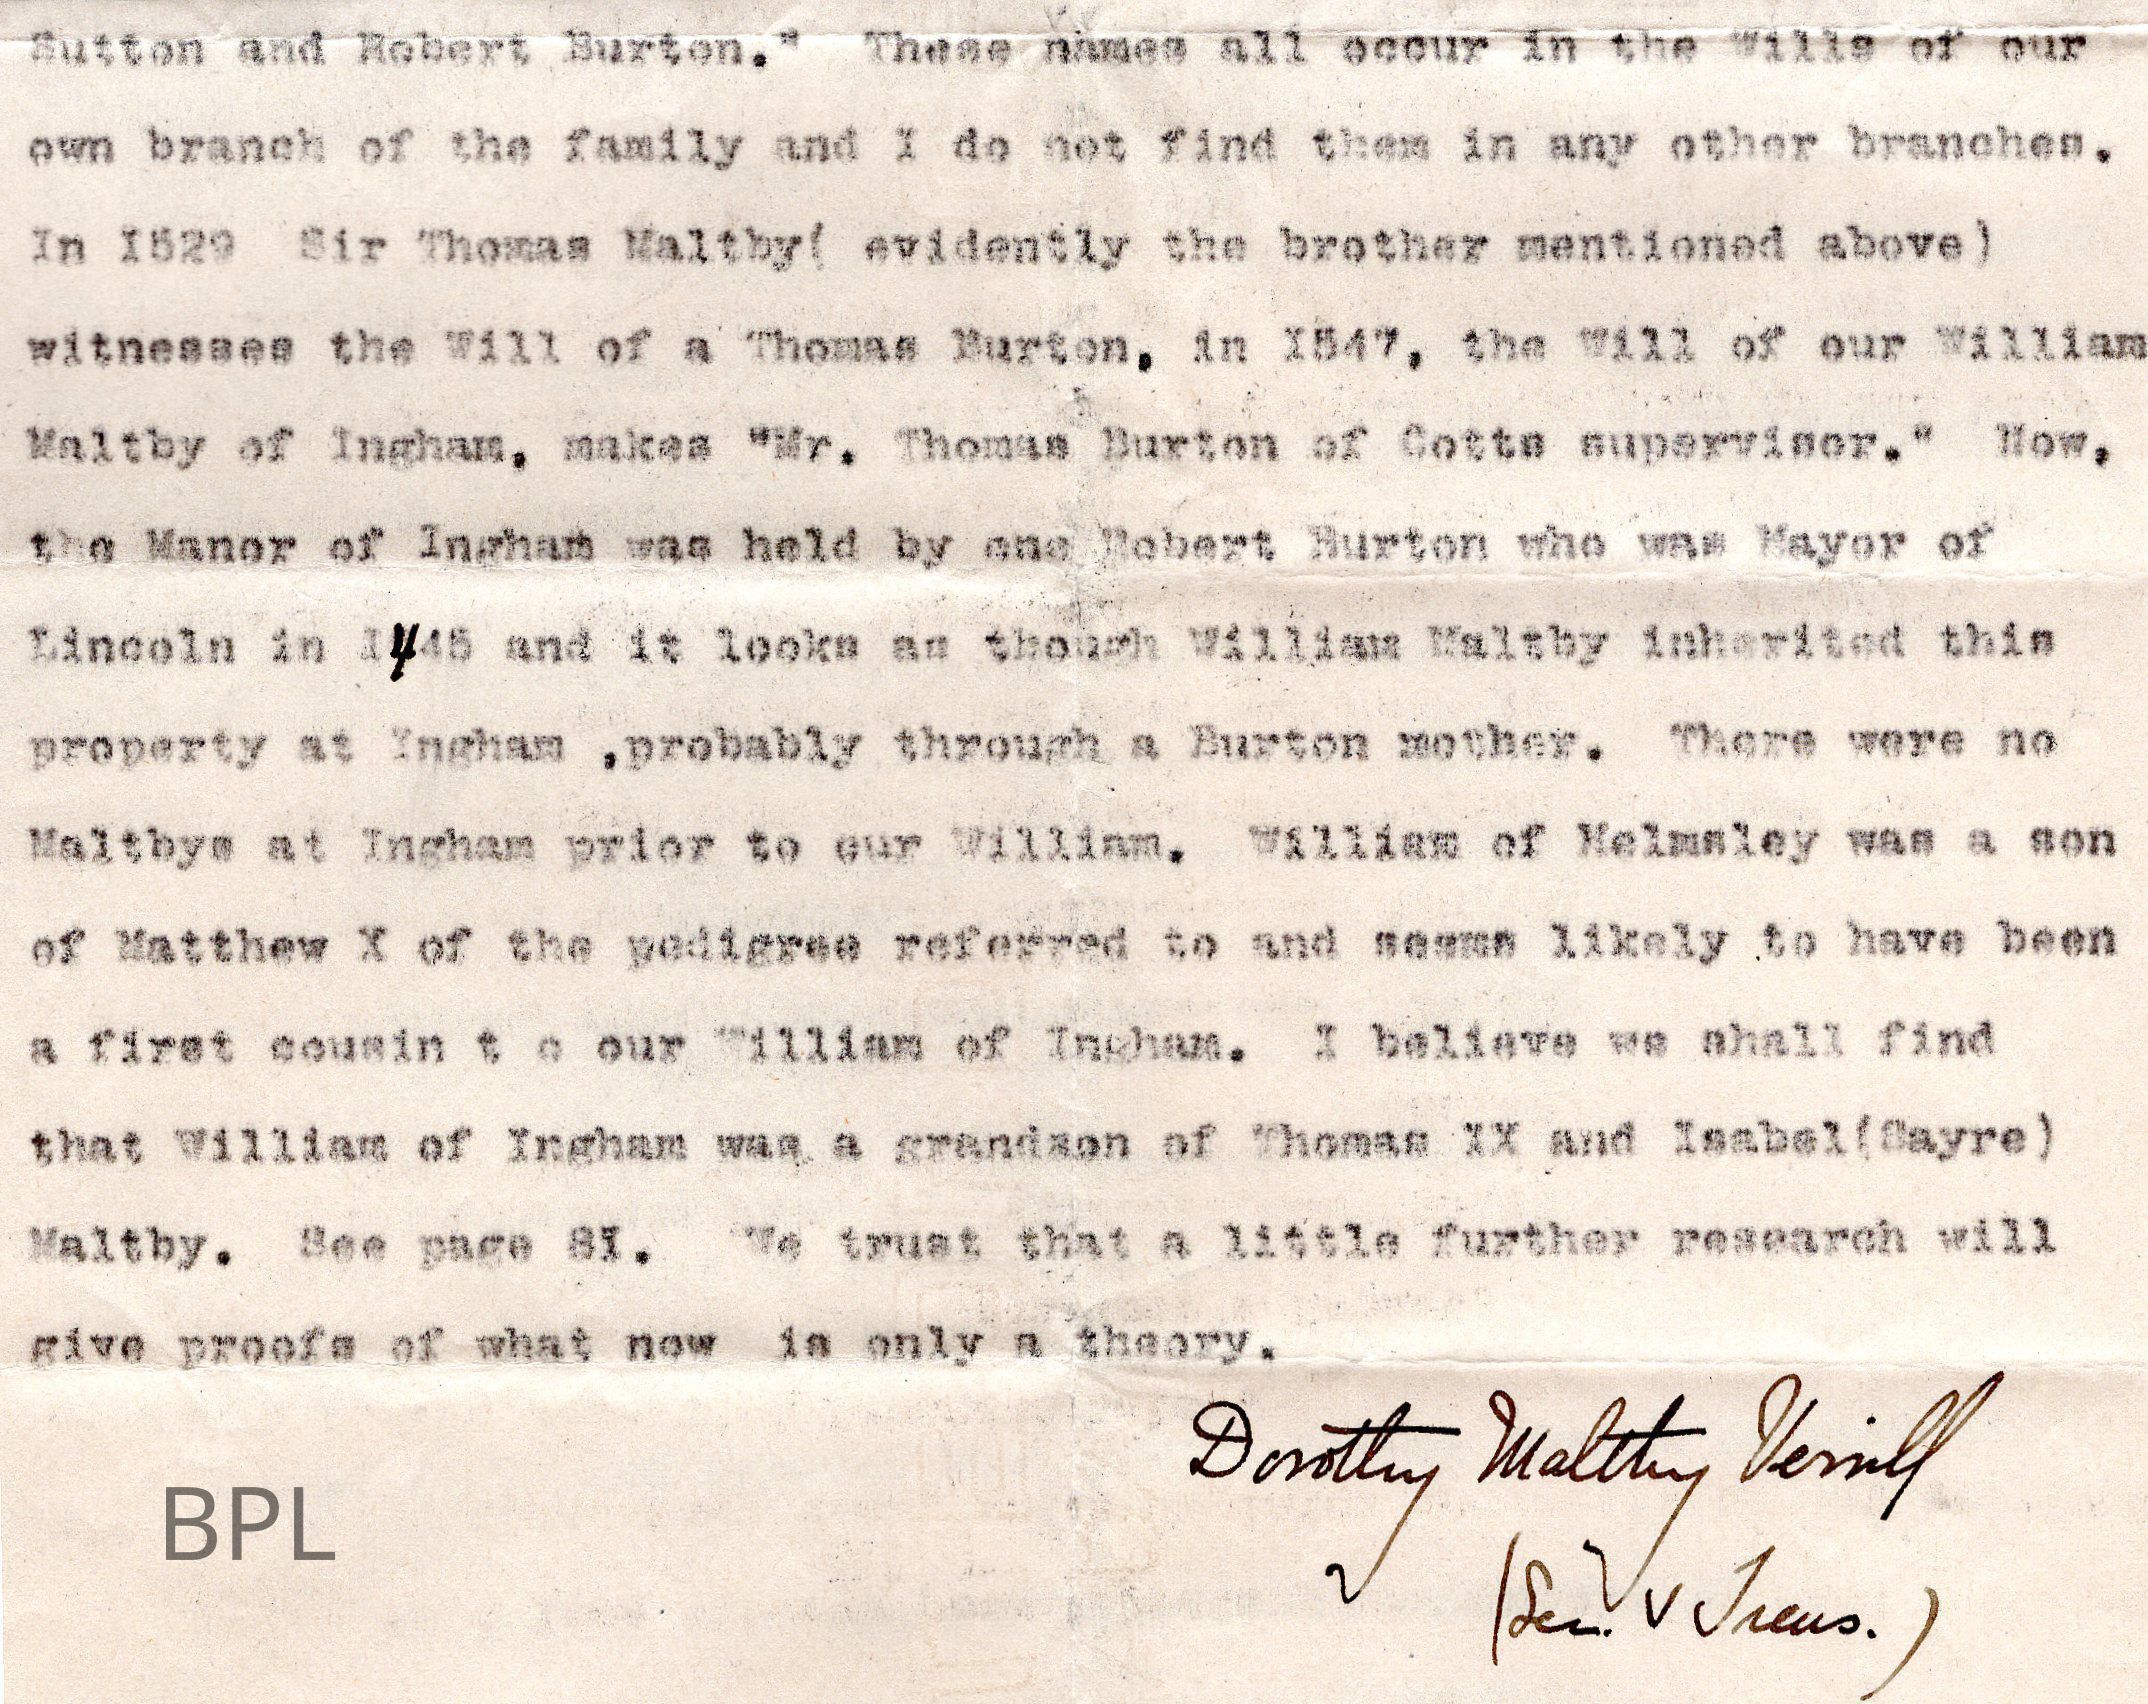 Sutton and Robert Burton." These names all occur in the Wills of our
own branch of the family and I do not find them in any other branches.
In I529 Sir Thomas Maltby( evidently the brother mentioned above)
witnesses the Will of a Thomas Burton, in I547, the Will of our William
Maltby of Ingham, makes "Mr. Thomas Burton of Cotts supervisor." Now,
the Manor of Ingham was held by one Robert Burton who was Mayor of
Lincoln in I445 and it looks as though William Maltby inherited this
property at Ingham ,probably through a Burton mother. There were no
Maltbys at Ingham prior to our William. William of Helmsley was a son
of Matthew X of the pedigree referred to and seems likely to have been
a first cousin t o our William of Ingham. I believe we shall find
that William of Ingham was a grandson of Thomas IX and Isabel(Sayre)
Maltby. See page 8I. We trust that a little further research will
give proofs of what now is only a theory.
Dorothy Maltby Verrill
(Sec. & Treas.)
BPL